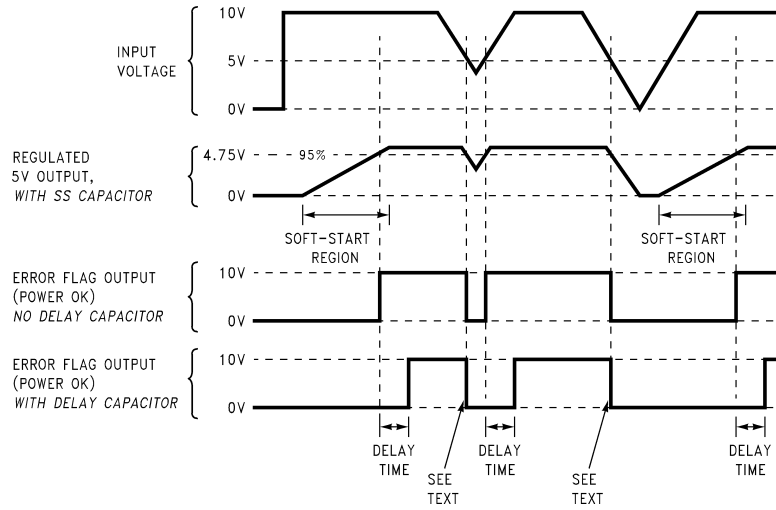 10V
INPUT
VOLTAGE
5V
0V
REGULATED
5V OUTPUT,
WITH SS CAPACITOR
4.75V
95%
0V
SOFT-START
REGION
SOFT-START
REGION
ERROR FLAG OUTPUT
(POWER OK)
NO DELAY CAPACITOR
10V
0V
ERROR FLAG OUTPUT
(POWER OK)
WITH DELAY CAPACITOR
10V
0V
DELAY
TIME
SEE
TEXT
DELAY
TIME
SEE
TEXT
DELAY
TIME